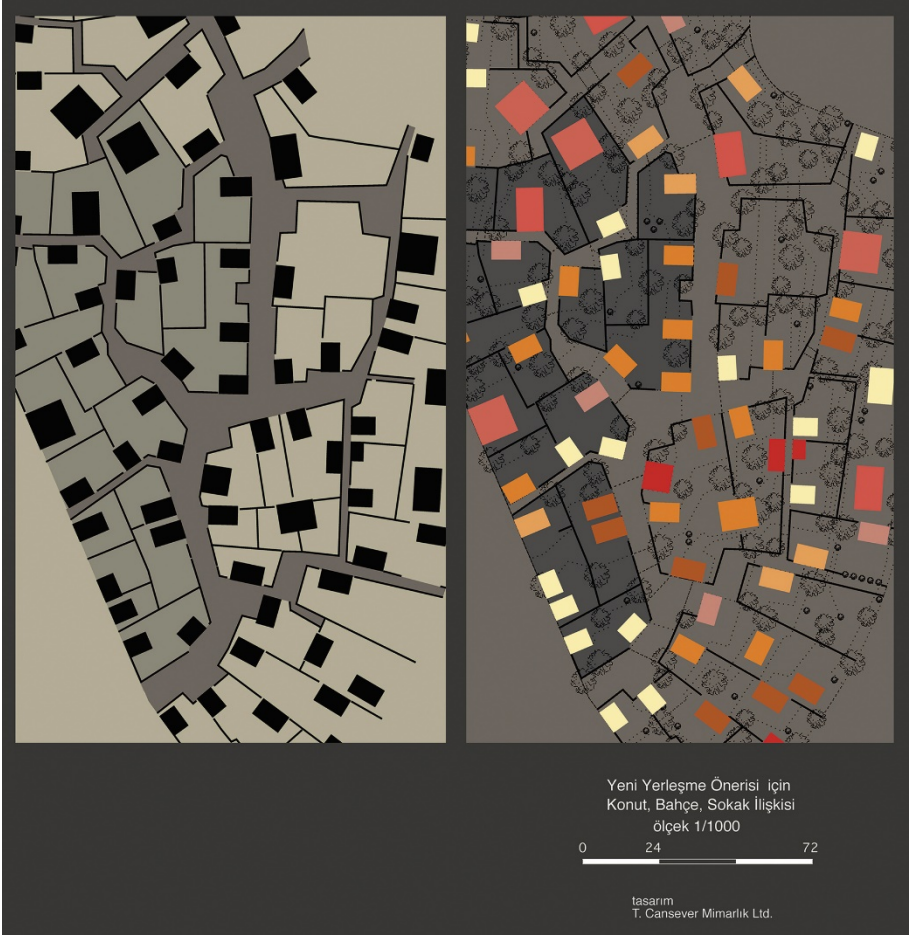 Yeni Yerleşme Önerisi için
Konut, Bahçe, Sokak İlişkisi
ölçek 1/1000
0 24 72
tasarım
T. Cansever Mimarlık Ltd.